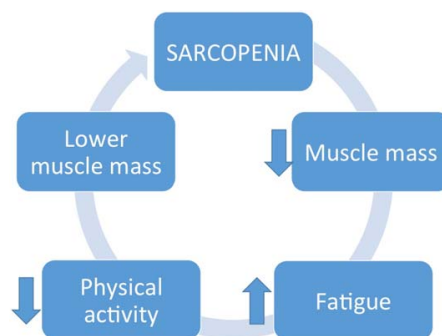 SARCOPENIA
Muscle mass
Fatigue
Physical
activity
Lower
muscle mass